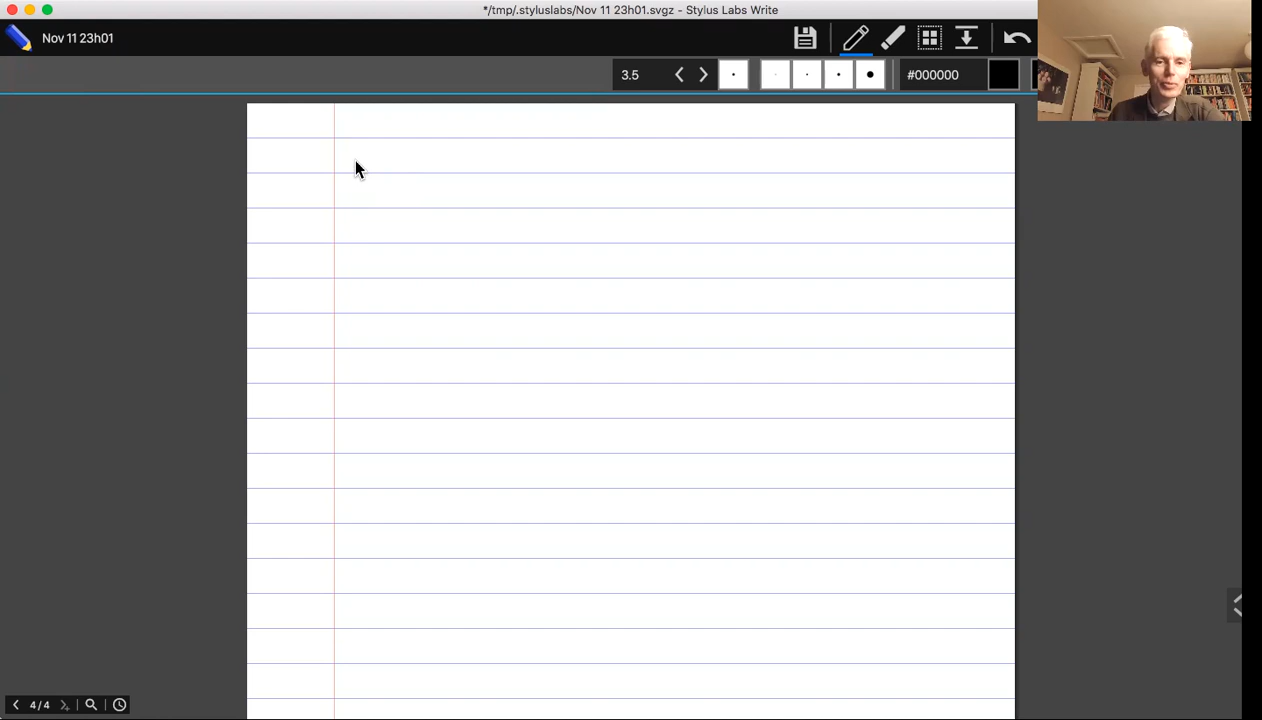 */tmp/.styluslabs/Nov 11 23h01.svgz - Stylus Labs Write
Nov 11 23h01
3.5
#000000
4/4